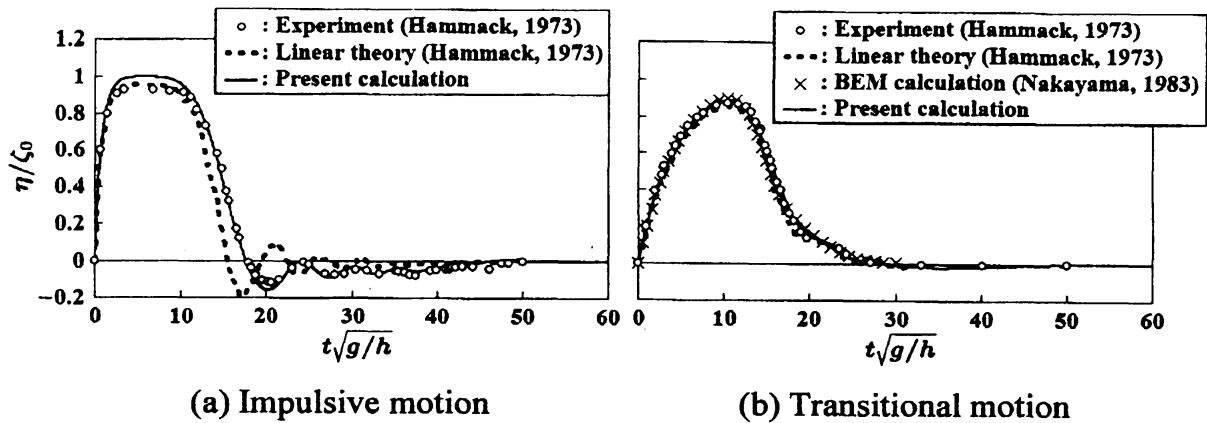 ○ : Experiment (Hammack, 1973)
--- : Linear theory (Hammack, 1973)
— : Present calculation
η/ζ₀
1.2
1
0.8
0.6
0.4
0.2
0
−0.2
0 10 20 30 40 50 60
t√g/h
(a) Impulsive motion
○ : Experiment (Hammack, 1973)
--- : Linear theory (Hammack, 1973)
× : BEM calculation (Nakayama, 1983)
— : Present calculation
0 10 20 30 40 50 60
t√g/h
(b) Transitional motion